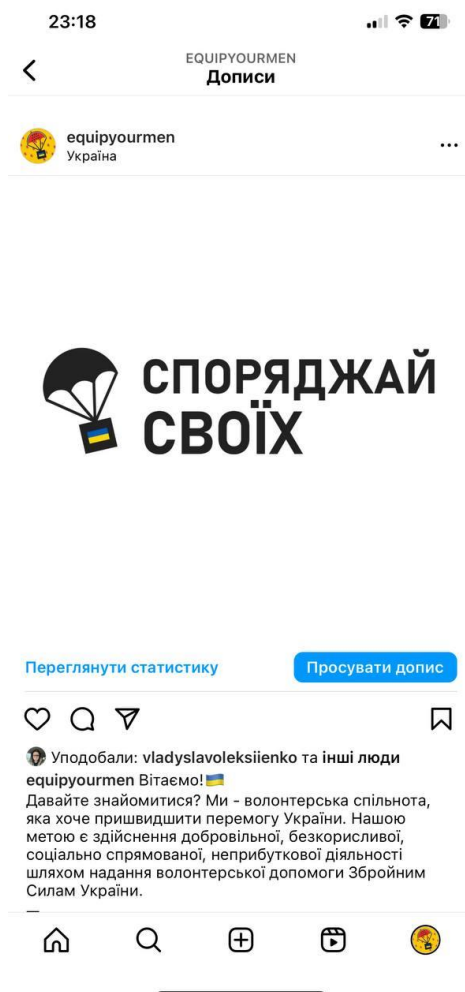 23:18
71
EQUIPYOURMEN
Дописи
equipyourmen
Україна
СПОРЯДЖАЙ
СВОЇХ
Переглянути статистику
Просувати допис
Уподобали: vladyslavoleksiienko та інші люди
equipyourmen Вітаємо!🇺🇦
Давайте знайомитися? Ми - волонтерська спільнота,
яка хоче пришвидшити перемогу України. Нашою
метою є здійснення добровільної, безкорисливої,
соціально спрямованої, неприбуткової діяльності
шляхом надання волонтерської допомоги Збройним
Силам України.